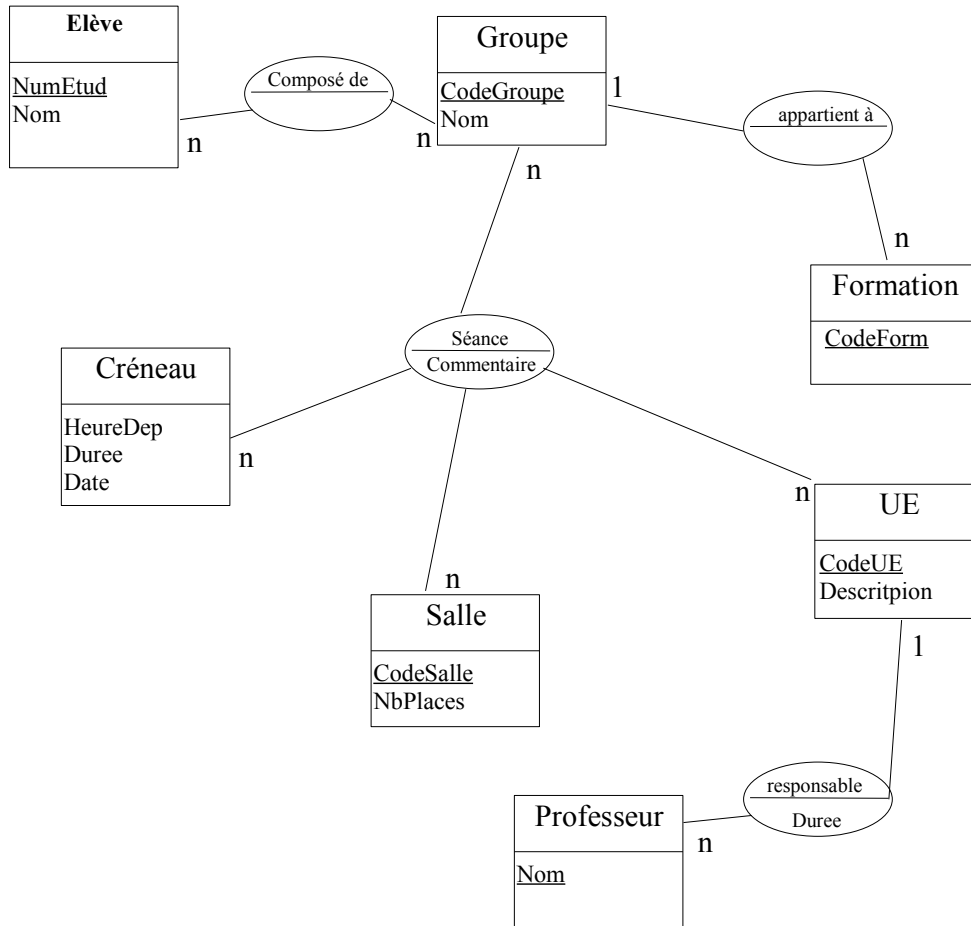 Elève
NumEtud
Nom
n
Composé de
n
Groupe
CodeGroupe
Nom
1
n
appartient à
n
Formation
CodeForm
Séance
Commentaire
Créneau
HeureDep
Duree
Date
n
n
Salle
CodeSalle
NbPlaces
n
UE
CodeUE
Descritpion
1
responsable
Duree
n
Professeur
Nom